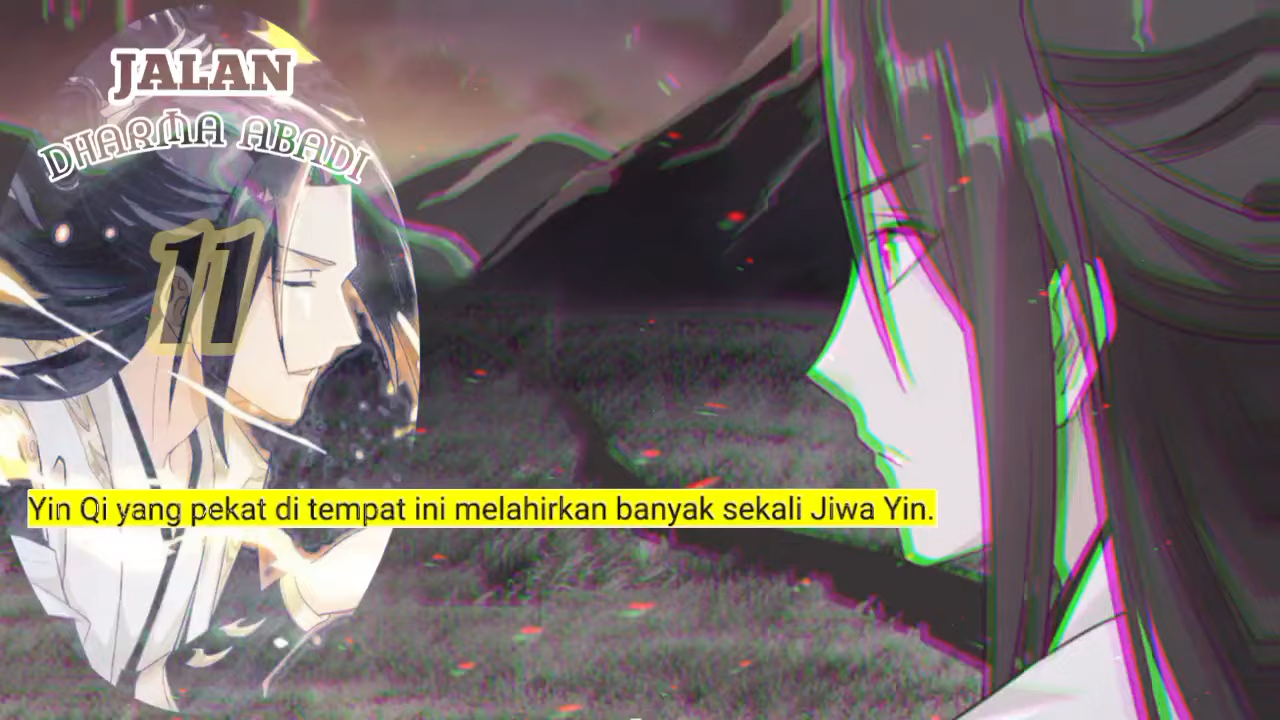 JALAN
DHARMA ABADI
11
Yin Qi yang pekat di tempat ini melahirkan banyak sekali Jiwa Yin.